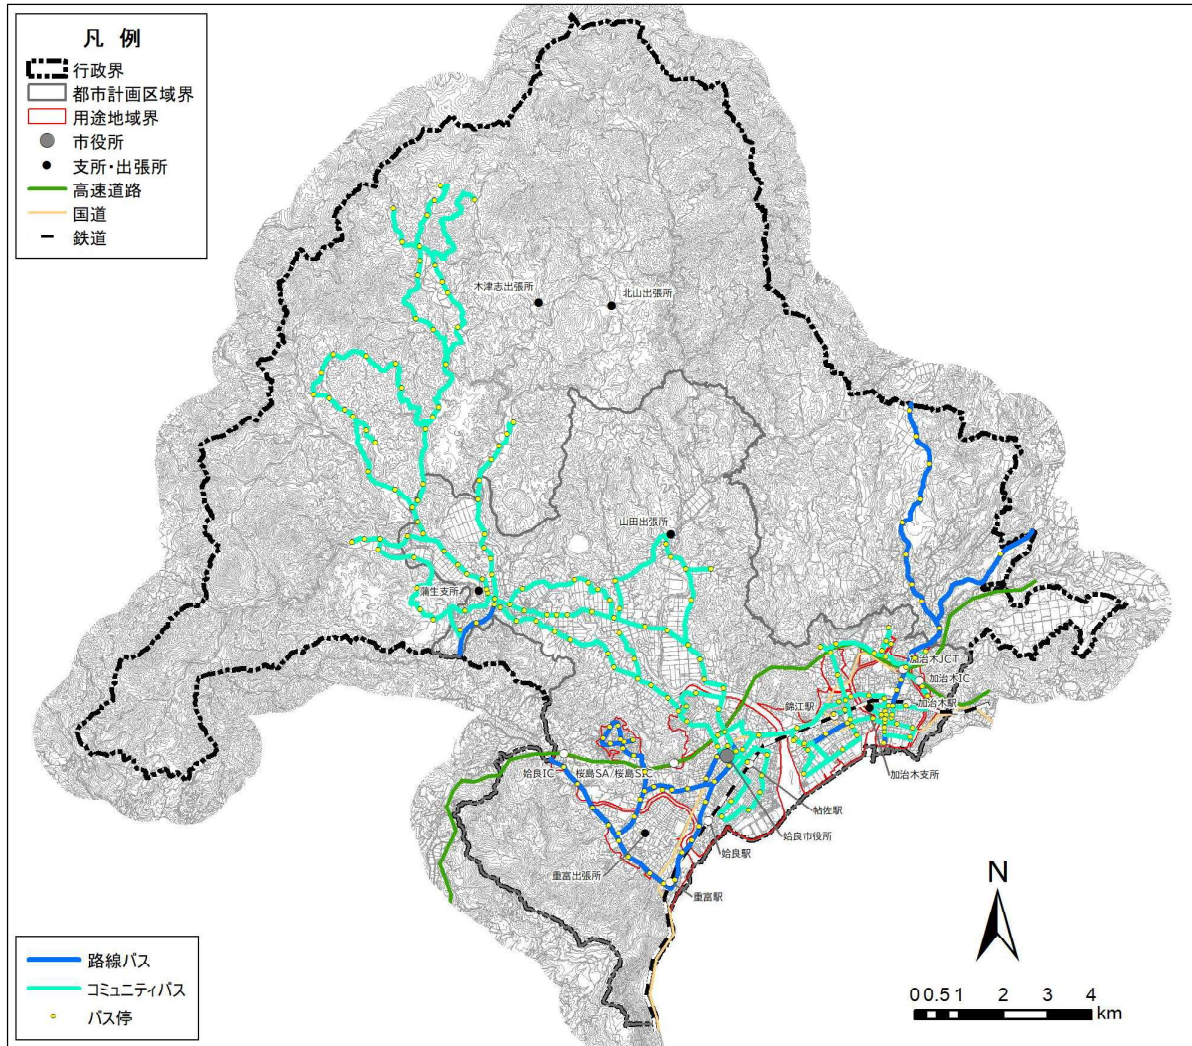 凡 例
行政界
都市計画区域界
用途地域界
市役所
支所・出張所
高速道路
国道
鉄道
木津志出張所
北山出張所
山田出張所
蒲生支所
加治木JCT
加治木IC
加治木駅
錦江駅
加治木支所
姶良IC
桜島SA/桜島SIC
帖佐駅
姶良市役所
姶良駅
重富出張所
重富駅
N
0 0.5 1 2 3 4
km
路線バス
コミュニティバス
バス停